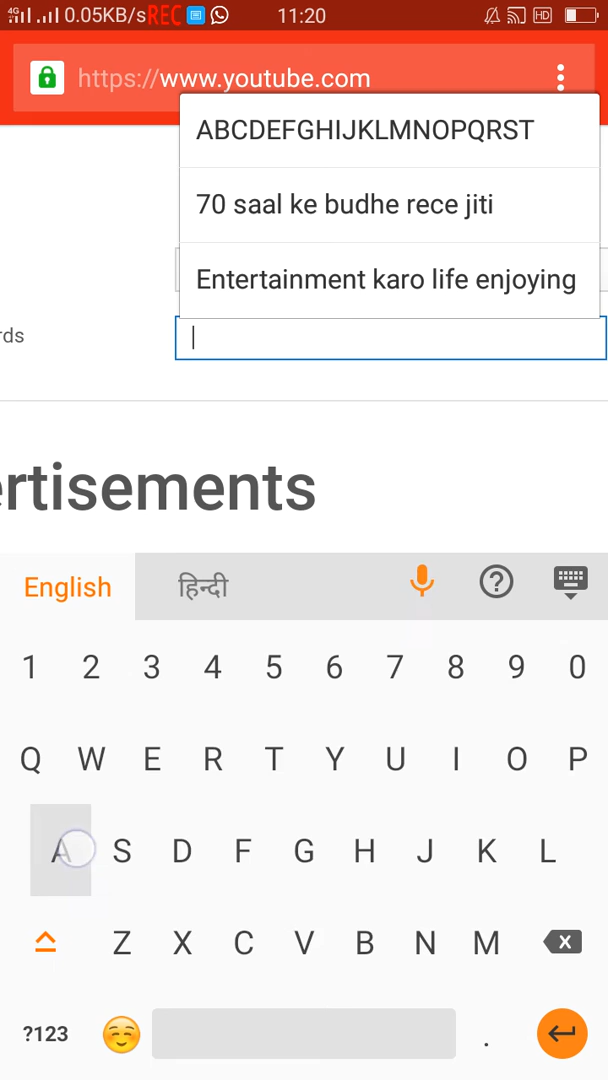 4G 0.05KB/s REC 11:20 HD
https://www.youtube.com
ABCDEFGHIJKLMNOPQRST
70 saal ke budhe rece jiti
Entertainment karo life enjoying
rds
ertisements
English हिन्दी
1 2 3 4 5 6 7 8 9 0
Q W E R T Y U I O P
A S D F G H J K L
Z X C V B N M
?123 .